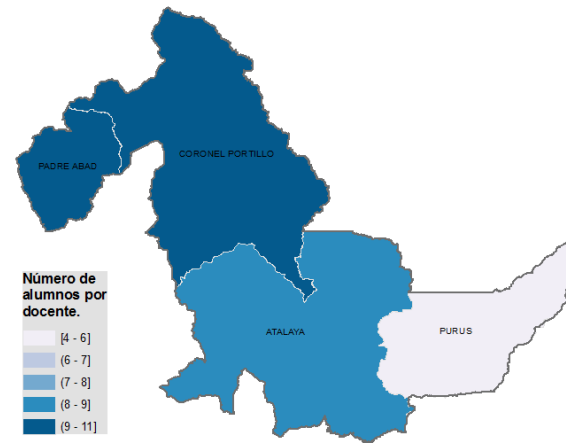 PADRE ABAD
CORONEL PORTILLO
ATALAYA
PURUS
Número de
alumnos por
docente.
[4 - 6]
(6 - 7]
(7 - 8]
(8 - 9]
(9 - 11]